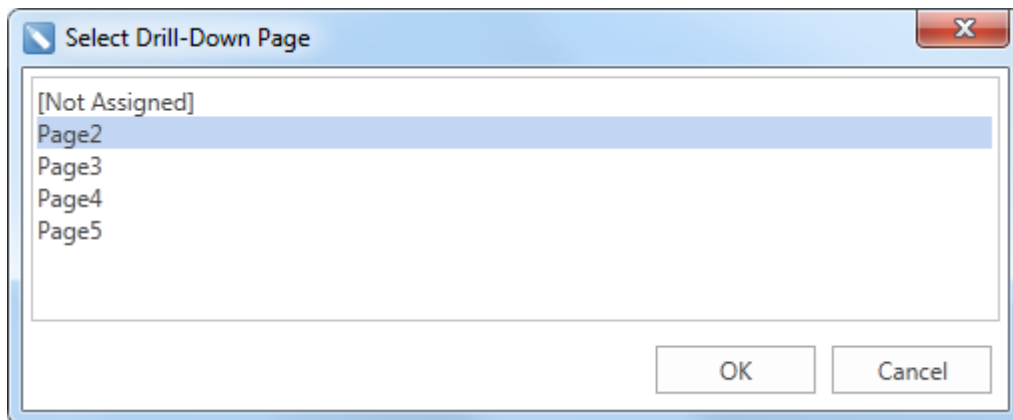 Select Drill-Down Page
[Not Assigned]
Page2
Page3
Page4
Page5
OK Cancel